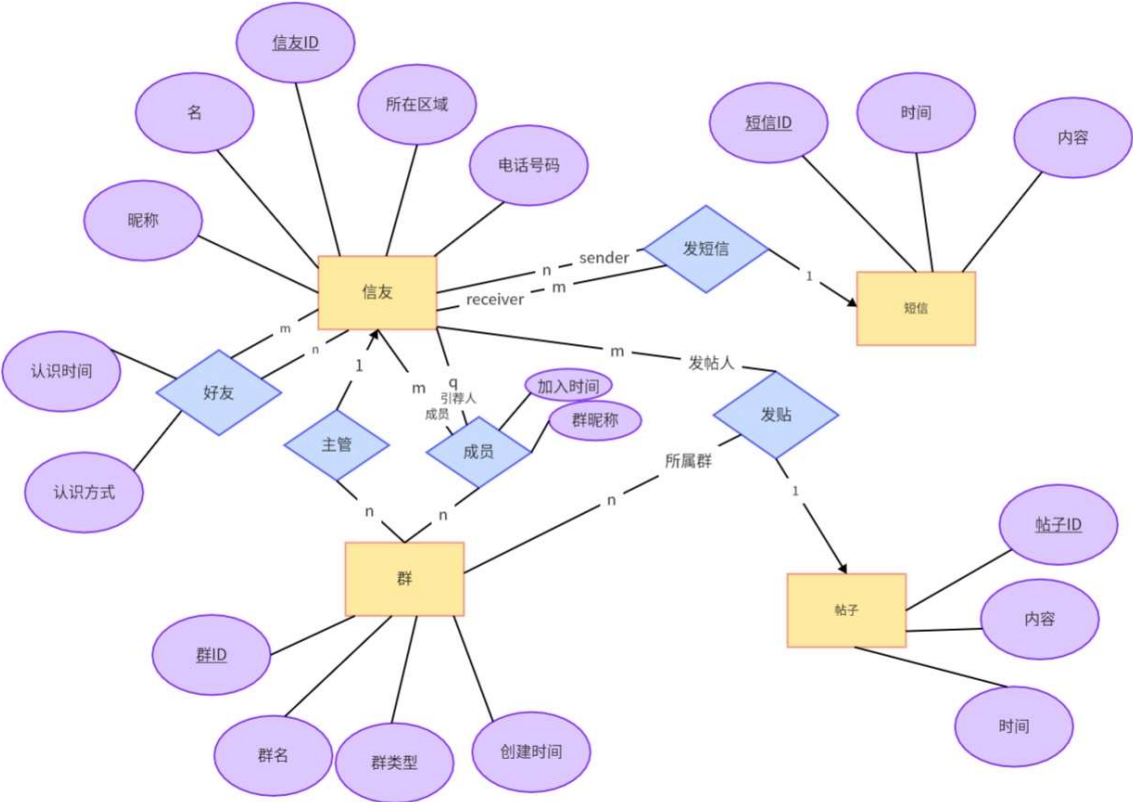 信友ID
名
所在区域
电话号码
昵称
短信ID
时间
内容
发短信
sender
n
m
receiver
1
信友
短信
m
n
认识时间
好友
认识方式
1
主管
n
m
成员
q
引荐人
加入时间
群昵称
成员
n
m
发帖人
发贴
所属群
n
1
群
帖子
帖子ID
内容
时间
群ID
群名
群类型
创建时间